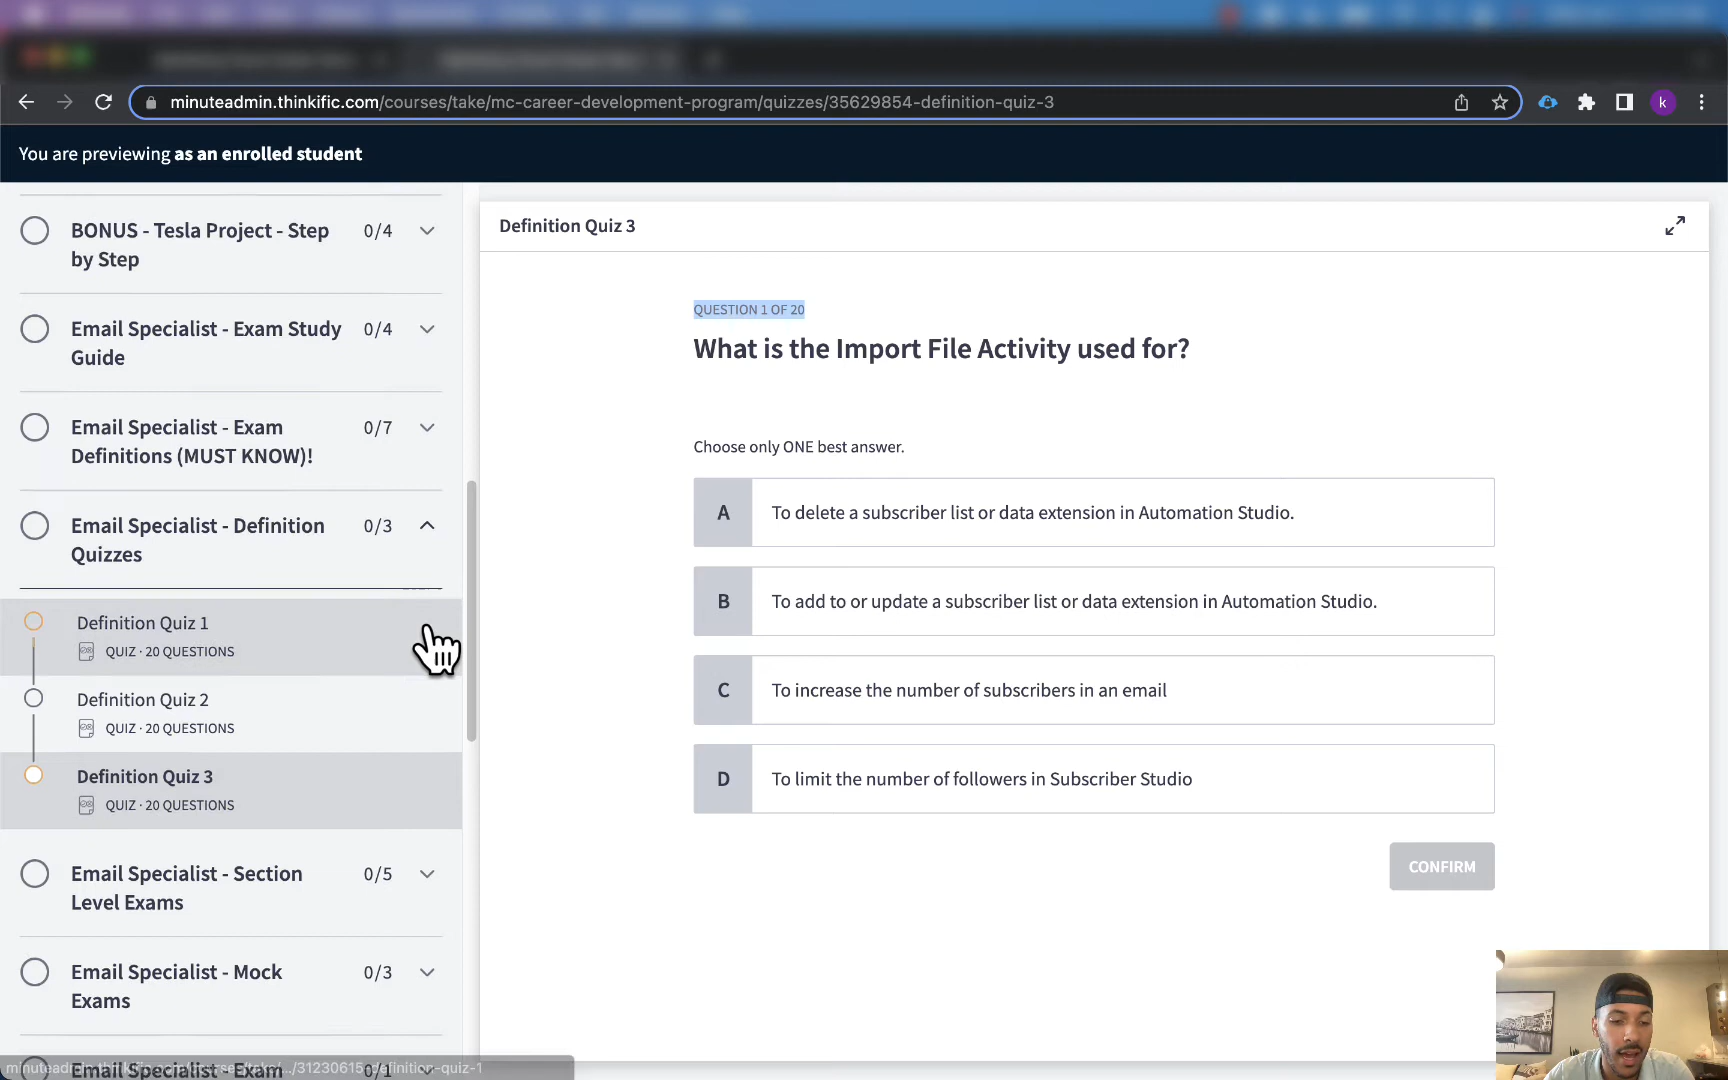 minuteadmin.thinkific.com/courses/take/mc-career-development-program/quizzes/35629854-definition-quiz-3
k
You are previewing as an enrolled student
BONUS - Tesla Project - Step
by Step
0/4
Email Specialist - Exam Study
Guide
0/4
Email Specialist - Exam
Definitions (MUST KNOW)!
0/7
Email Specialist - Definition
Quizzes
0/3
Definition Quiz 1
QUIZ · 20 QUESTIONS
Definition Quiz 2
QUIZ · 20 QUESTIONS
Definition Quiz 3
QUIZ · 20 QUESTIONS
Email Specialist - Section
Level Exams
0/5
Email Specialist - Mock
Exams
0/3
Email Specialist - Exam
0/1
Definition Quiz 3
QUESTION 1 OF 20
What is the Import File Activity used for?
Choose only ONE best answer.
A To delete a subscriber list or data extension in Automation Studio.
B To add to or update a subscriber list or data extension in Automation Studio.
C To increase the number of subscribers in an email
D To limit the number of followers in Subscriber Studio
CONFIRM